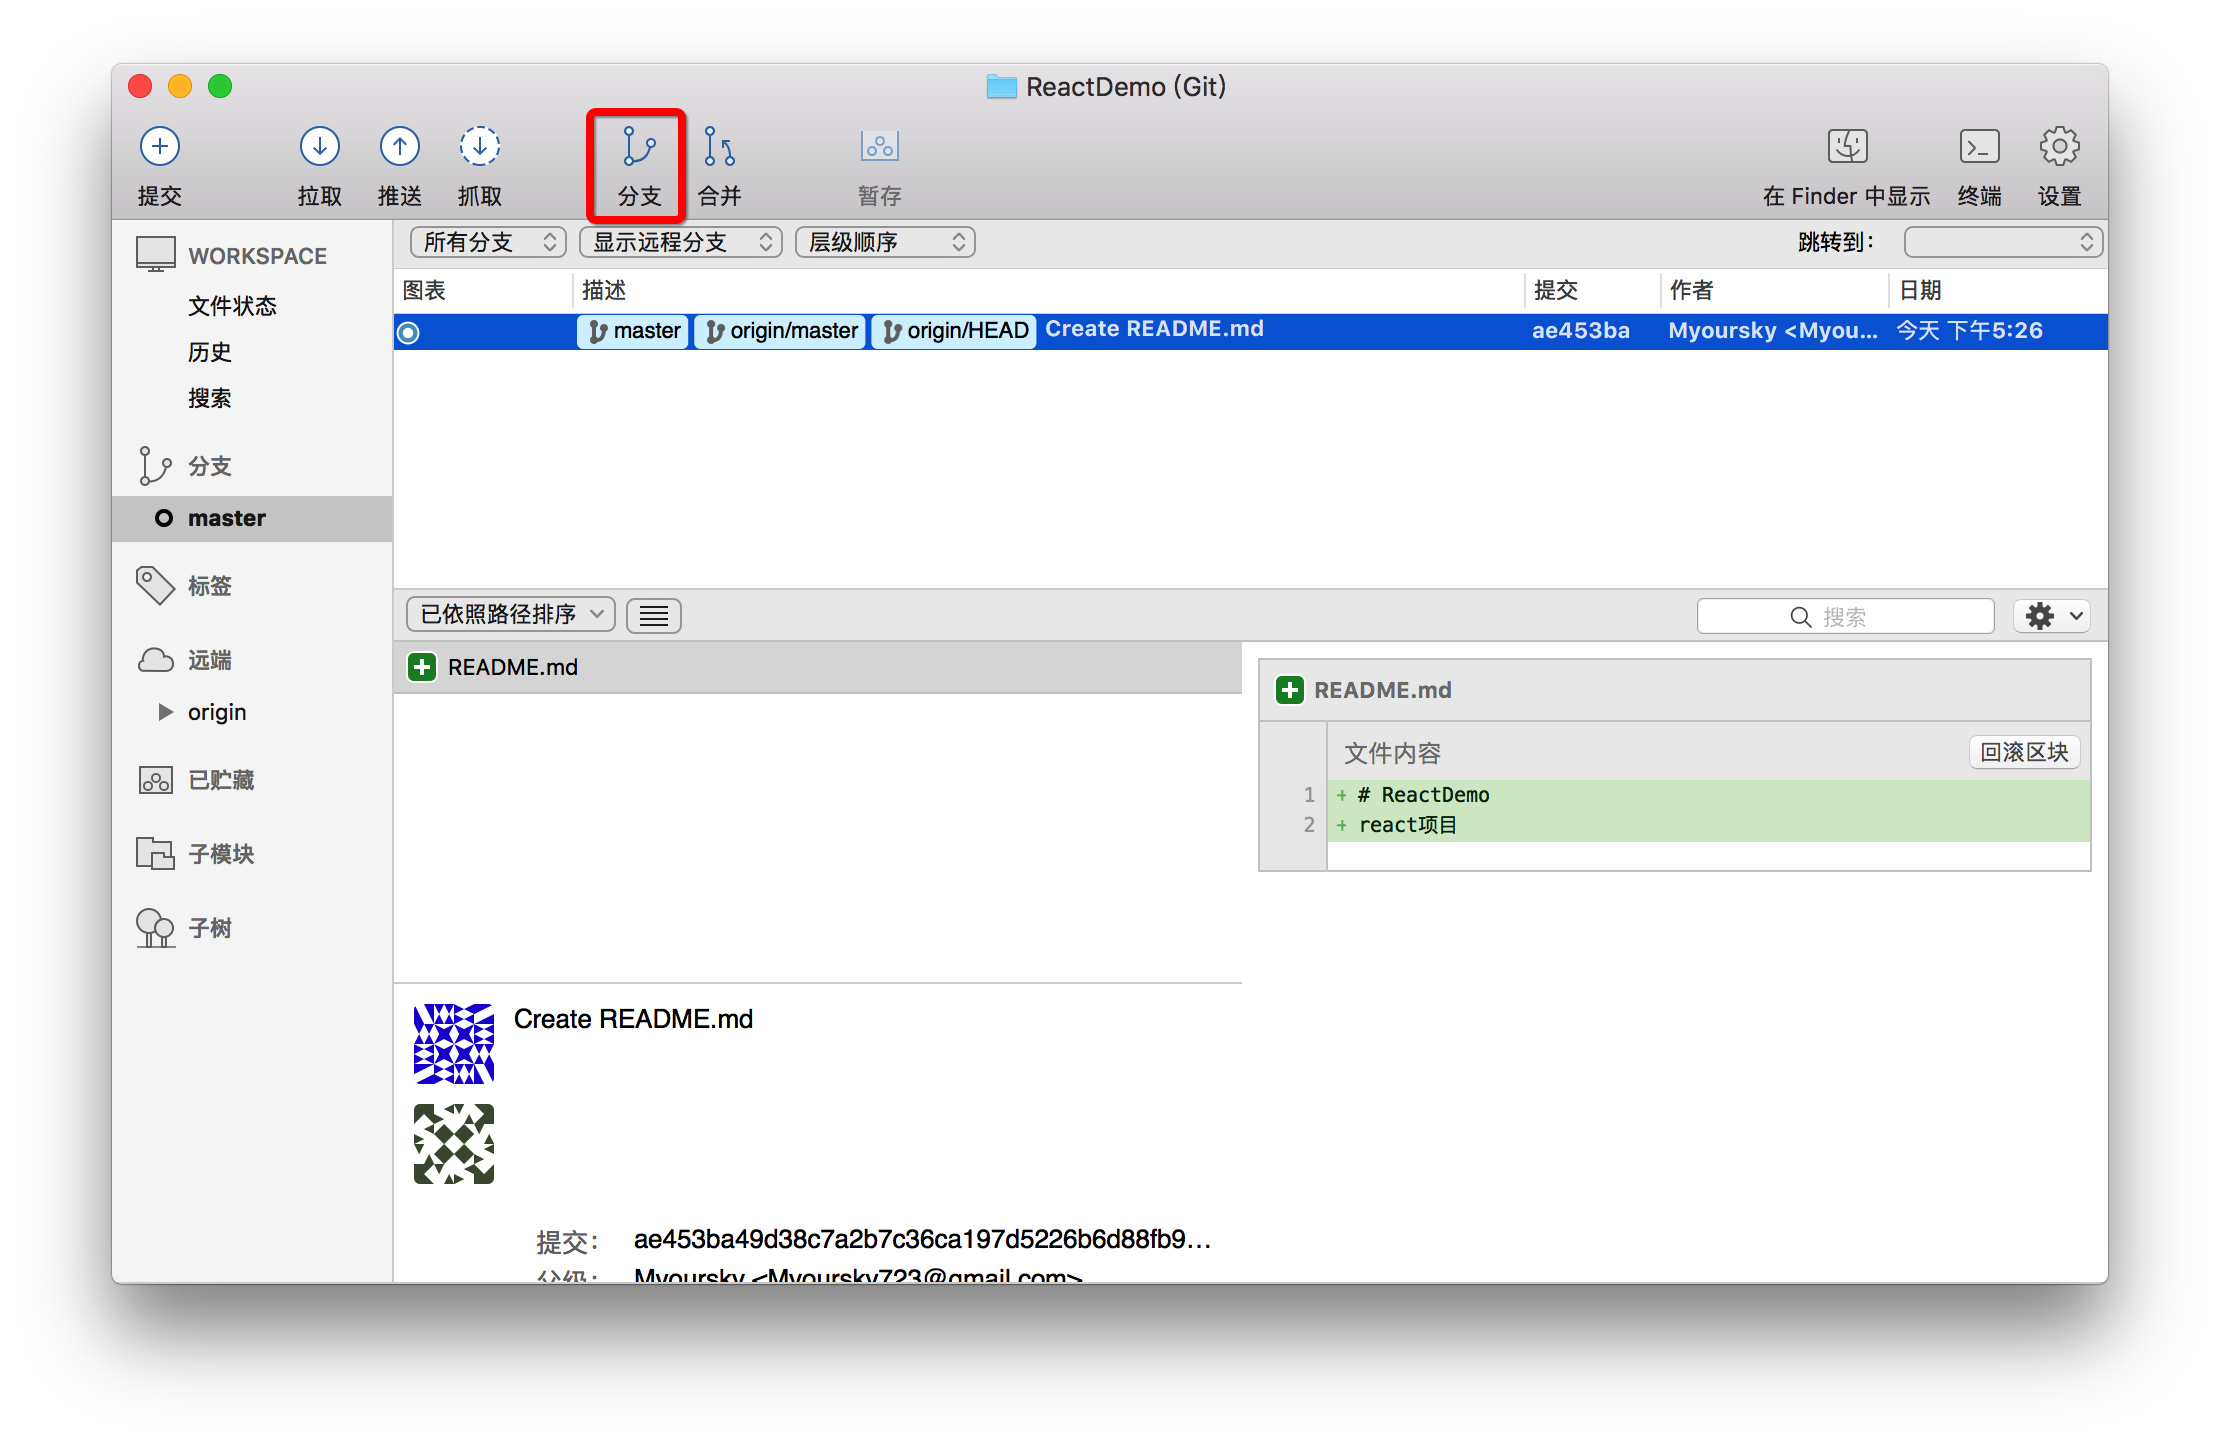 ReactDemo (Git)
提交 拉取 推送 抓取 分支 合并 暂存 在 Finder 中显示 终端 设置
WORKSPACE
文件状态
历史
搜索
分支
master
标签
远端
origin
已贮藏
子模块
子树
所有分支 显示远程分支 层级顺序 跳转到：
图表 描述 提交 作者 日期
master origin/master origin/HEAD Create README.md ae453ba Myoursky <Myou... 今天 下午5:26
已依照路径排序 搜索
README.md
README.md
文件内容 回滚区块
1 + # ReactDemo
2 + react项目
Create README.md
提交： ae453ba49d38c7a2b7c36ca197d5226b6d88fb9...
父级： Myoursky <Myoursky723@gmail.com>